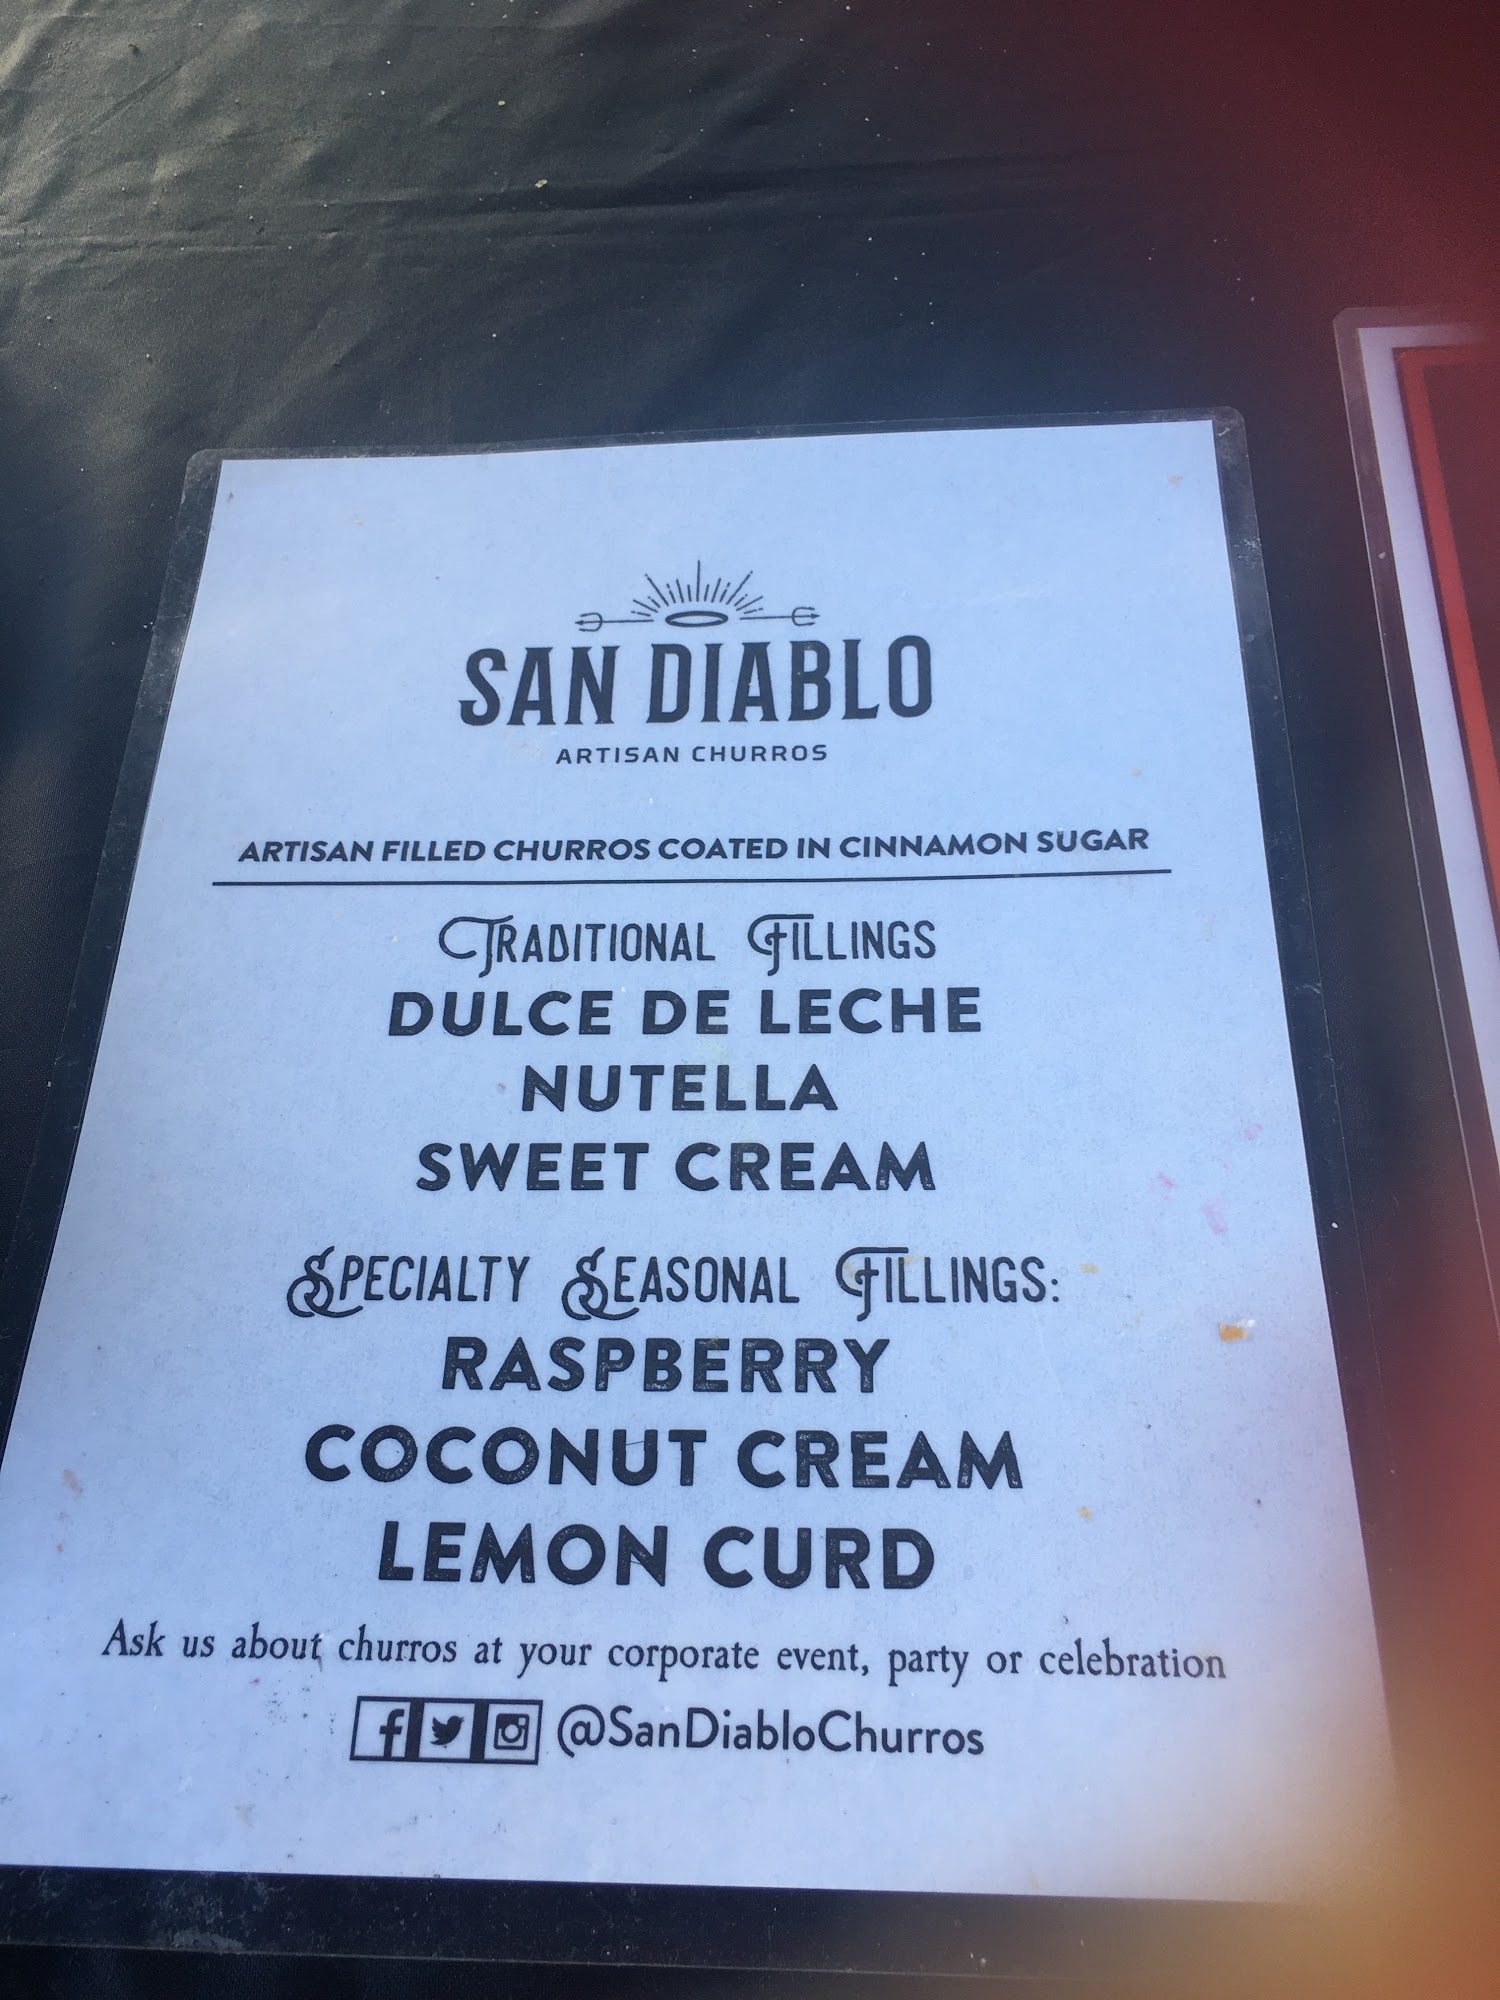 SAN DIABLO
ARTISAN CHURROS
ARTISAN FILLED CHURROS COATED IN CINNAMON SUGAR
TRADITIONAL FILLINGS
DULCE DE LECHE
NUTELLA
SWEET CREAM
SPECIALTY SEASONAL FILLINGS:
RASPBERRY
COCONUT CREAM
LEMON CURD
Ask us about churros at your corporate event, party or celebration
@SanDiabloChurros